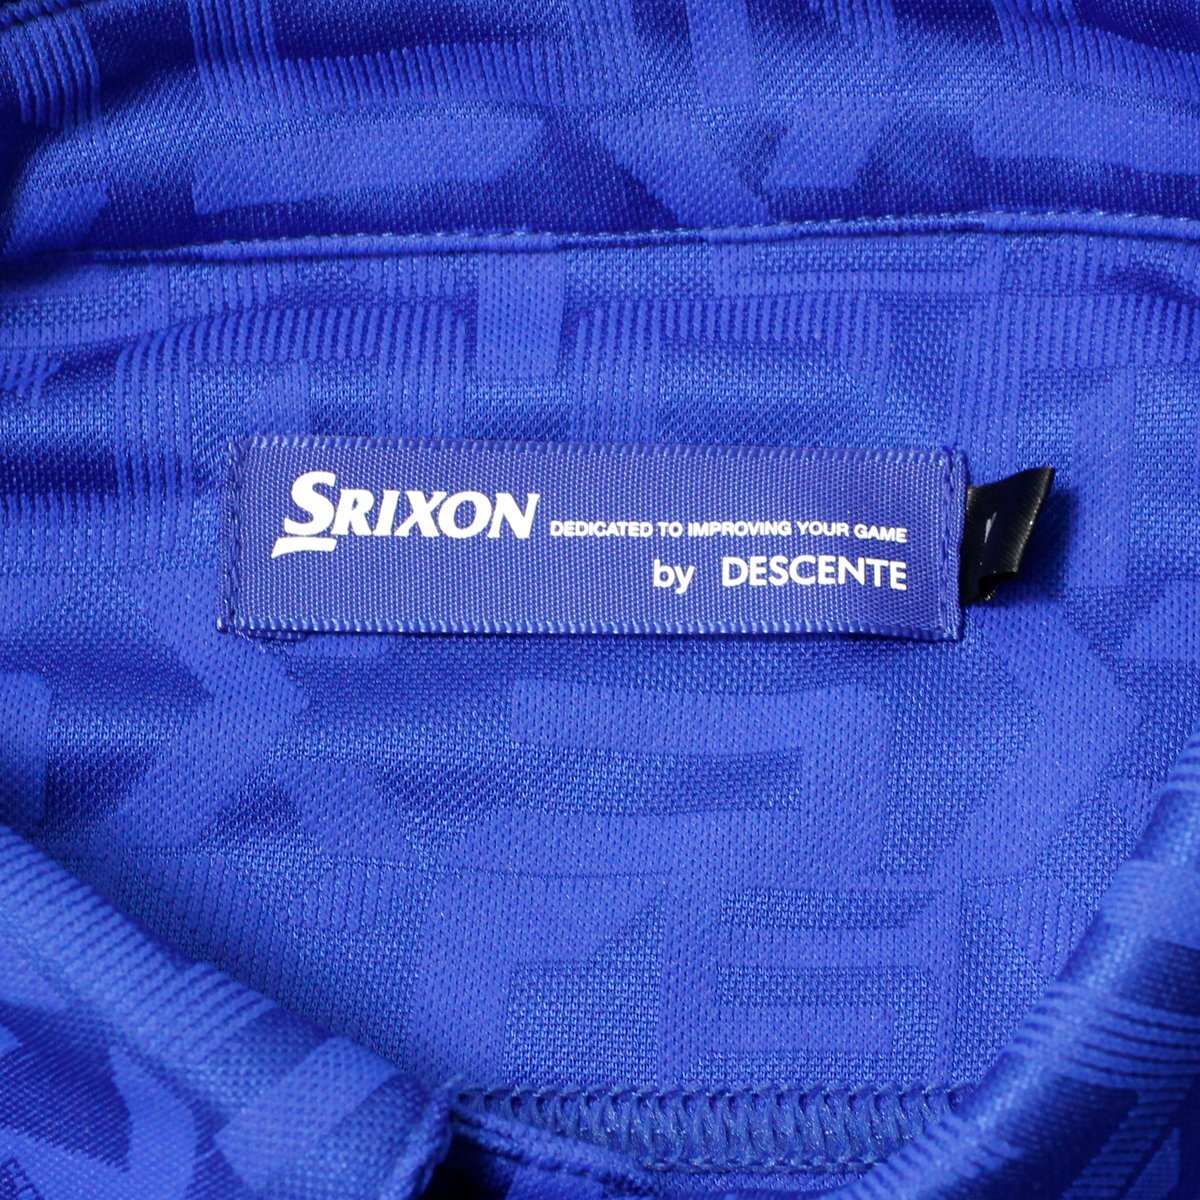 SRIXON DEDICATED TO IMPROVING YOUR GAME
by DESCENTE